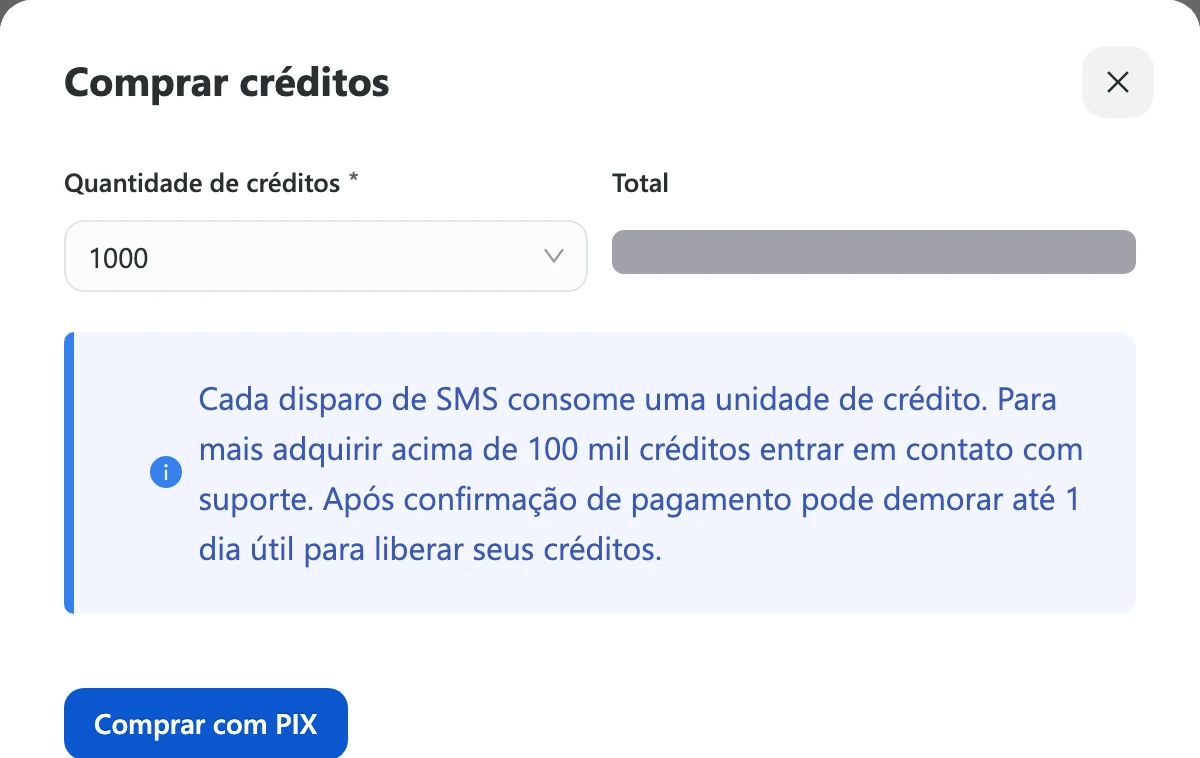 Comprar créditos
Quantidade de créditos *
Total
1000
Cada disparo de SMS consome uma unidade de crédito. Para
mais adquirir acima de 100 mil créditos entrar em contato com
suporte. Após confirmação de pagamento pode demorar até 1
dia útil para liberar seus créditos.
Comprar com PIX